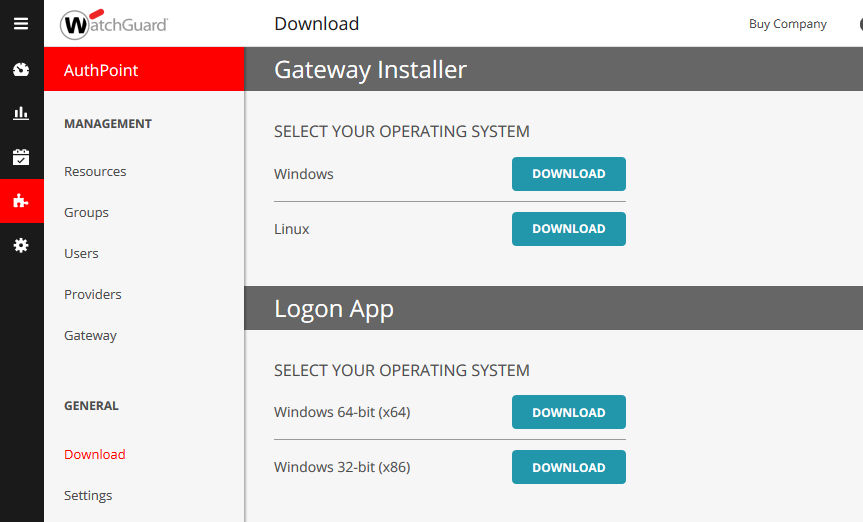 WatchGuard
Download
Buy Company
AuthPoint
MANAGEMENT
Resources
Groups
Users
Providers
Gateway
GENERAL
Download
Settings
Gateway Installer
SELECT YOUR OPERATING SYSTEM
Windows DOWNLOAD
Linux DOWNLOAD
Logon App
SELECT YOUR OPERATING SYSTEM
Windows 64-bit (x64) DOWNLOAD
Windows 32-bit (x86) DOWNLOAD